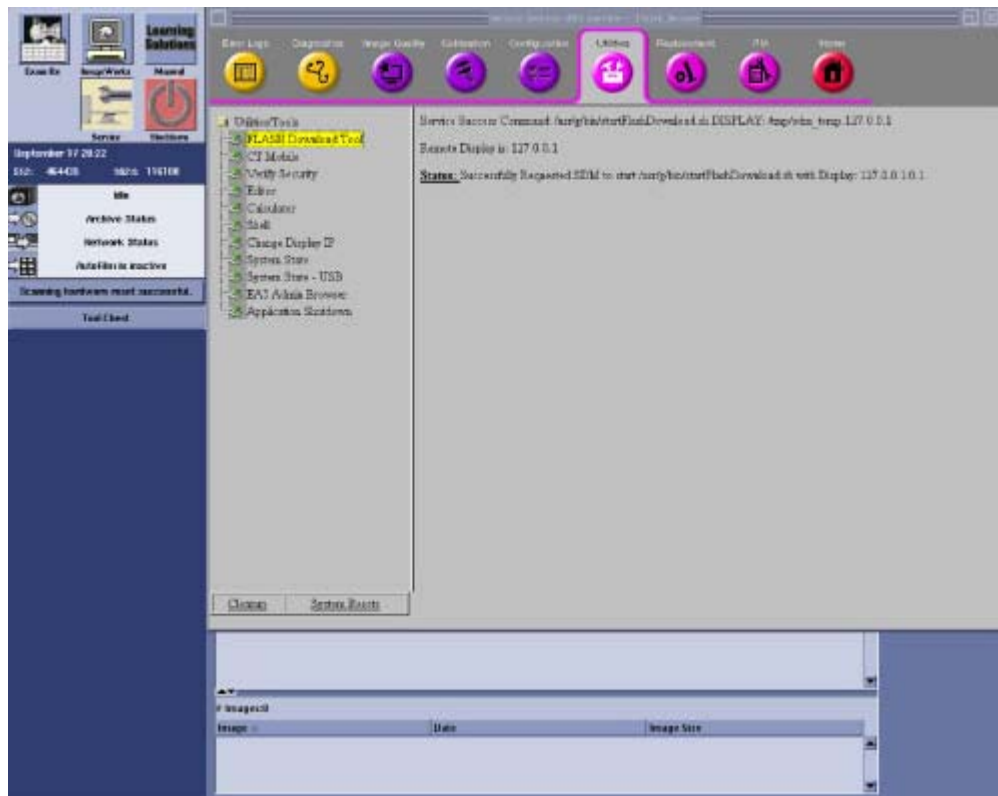 Learning
Solutions
Exam Rx
ImageWorks
Manual
Service
Shutdown
September 17 20:22
Idle
Archive Status
Network Status
AutoFilm is inactive
Scanning hardware reset successful.
Tool Chest
Error Logs
Diagnostics
Image Quality
Calibration
Configuration
Utilities
Replacement
PM
Home
Utilities/Tools
FLASH Download Tool
CT Mobile
Verify Security
Editor
Calculator
Shell
Change Display IP
System State
System State - USB
EA3 Admin Browser
Application Shutdown
Cleanup
System Resets
Service Success Command: /usr/g/bin/startFlashDownload.sh DISPLAY: 127.0.0.1
Remote Display is: 127.0.0.1
Status: Successfully Requested SDIM to start /usr/g/bin/startFlashDownload.sh with Display: 127.0.0.1:0.1
# Images:0
Image
Date
Image Size